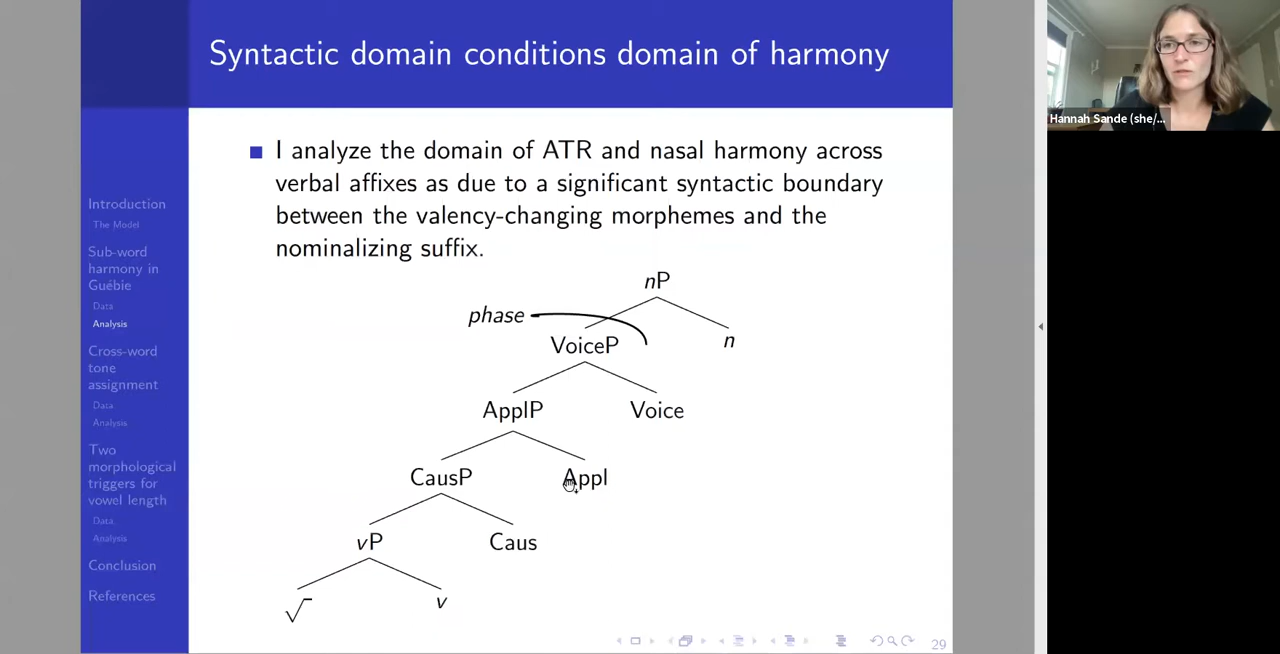 Syntactic domain conditions domain of harmony
Introduction
The Model
Sub-word
harmony in
Guébie
Data
Analysis
Cross-word
tone
assignment
Data
Analysis
Two
morphological
triggers for
vowel length
Data
Analysis
Conclusion
References
I analyze the domain of ATR and nasal harmony across
verbal affixes as due to a significant syntactic boundary
between the valency-changing morphemes and the
nominalizing suffix.
nP
phase
VoiceP
n
ApplP
Voice
CausP
Appl
vP
Caus
√
v
29
Hannah Sande (she/...